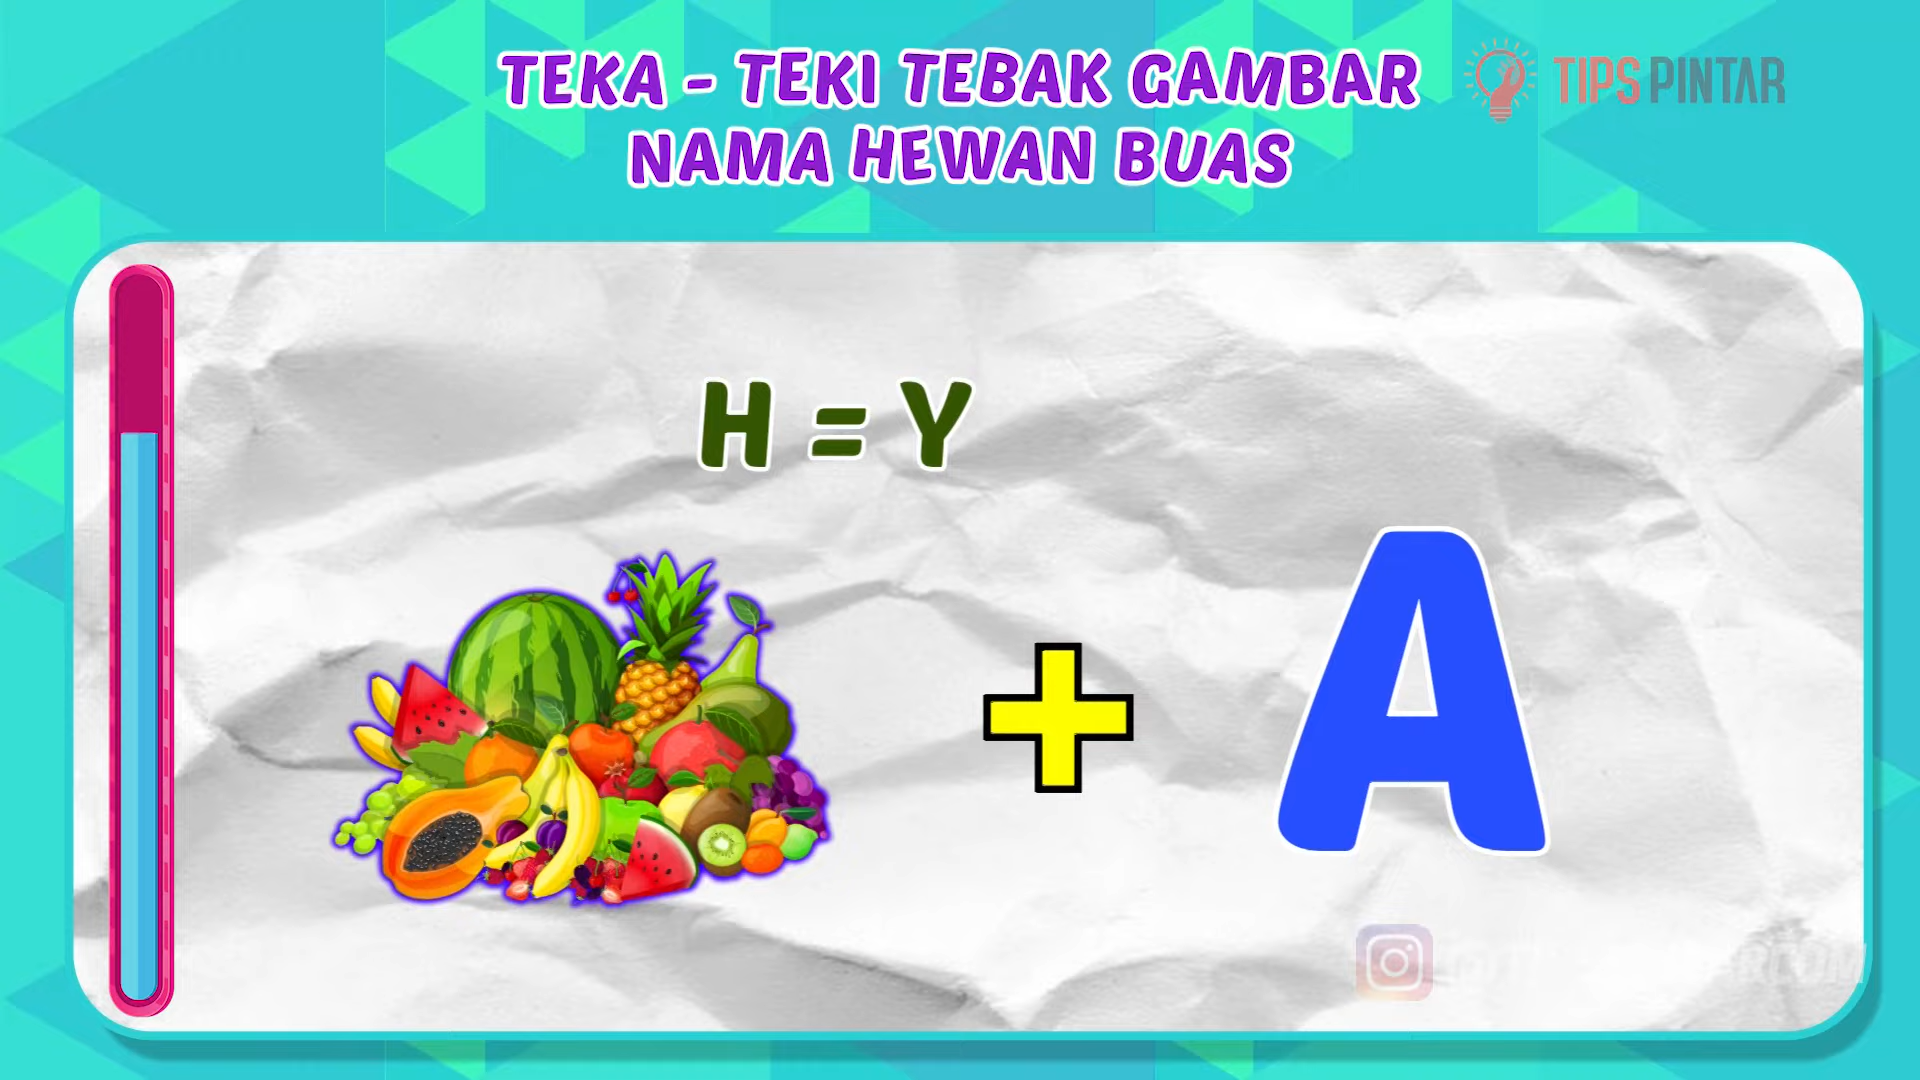 TEKA - TEKI TEBAK GAMBAR
NAMA HEWAN BUAS
TIPS PINTAR
H = Y
+
A